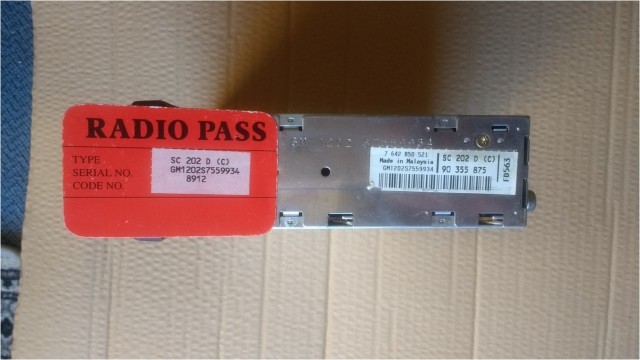 RADIO PASS
TYPE SC 202 D (C)
SERIAL NO. GM1202S7559934
CODE NO. 8912
7 642 850 521
Made in Malaysia
GM1202S7559934
SC 202 D (C)
90 355 875
FD563